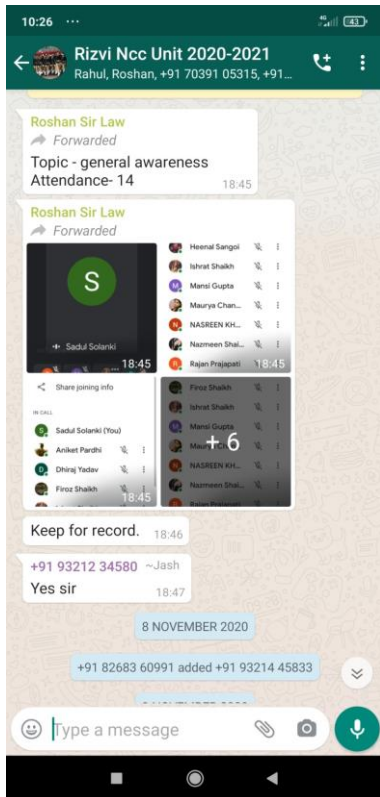 10:26 ...
4G 43
Rizvi Ncc Unit 2020-2021
Rahul, Roshan, +91 70391 05315, +91...
Roshan Sir Law
Forwarded
Topic - general awareness
Attendance- 14
18:45
Roshan Sir Law
Forwarded
S
Sadul Solanki
18:45
Heenal Sangoi
Ishrat Shaikh
M Mansi Gupta
Maurya Chan...
N NASREEN KH...
Nazmeen Shai...
R Rajan Prajapati
18:45
Share joining info
IN CALL
S Sadul Solanki (You)
Aniket Pardhi
D Dhiraj Yadav
Firoz Shaikh
18:45
Firoz Shaikh
Ishrat Shaikh
M Mansi Gupta
Maurya Chan...
+ 6
N NASREEN KH...
Nazmeen Shai...
R Rajan Prajapati
Keep for record. 18:46
+91 93212 34580 ~Jash
Yes sir
18:47
8 NOVEMBER 2020
+91 82683 60991 added +91 93214 45833
Type a message